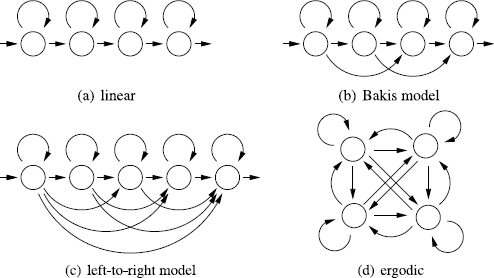 (a) linear
(b) Bakis model
(c) left-to-right model
(d) ergodic